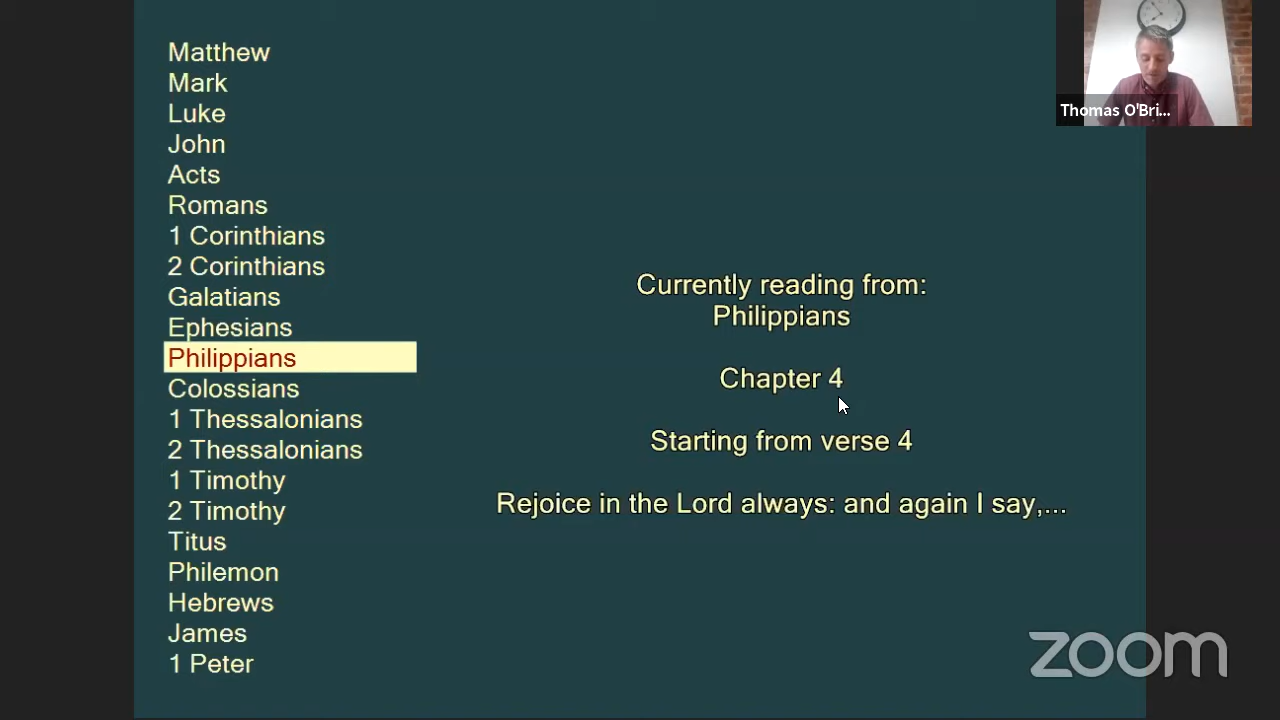 Matthew
Mark
Luke
John
Acts
Romans
1 Corinthians
2 Corinthians
Galatians
Ephesians
Philippians
Colossians
1 Thessalonians
2 Thessalonians
1 Timothy
2 Timothy
Titus
Philemon
Hebrews
James
1 Peter
Currently reading from:
Philippians
Chapter 4
Starting from verse 4
Rejoice in the Lord always: and again I say,...
Thomas O'Bri...
zoom